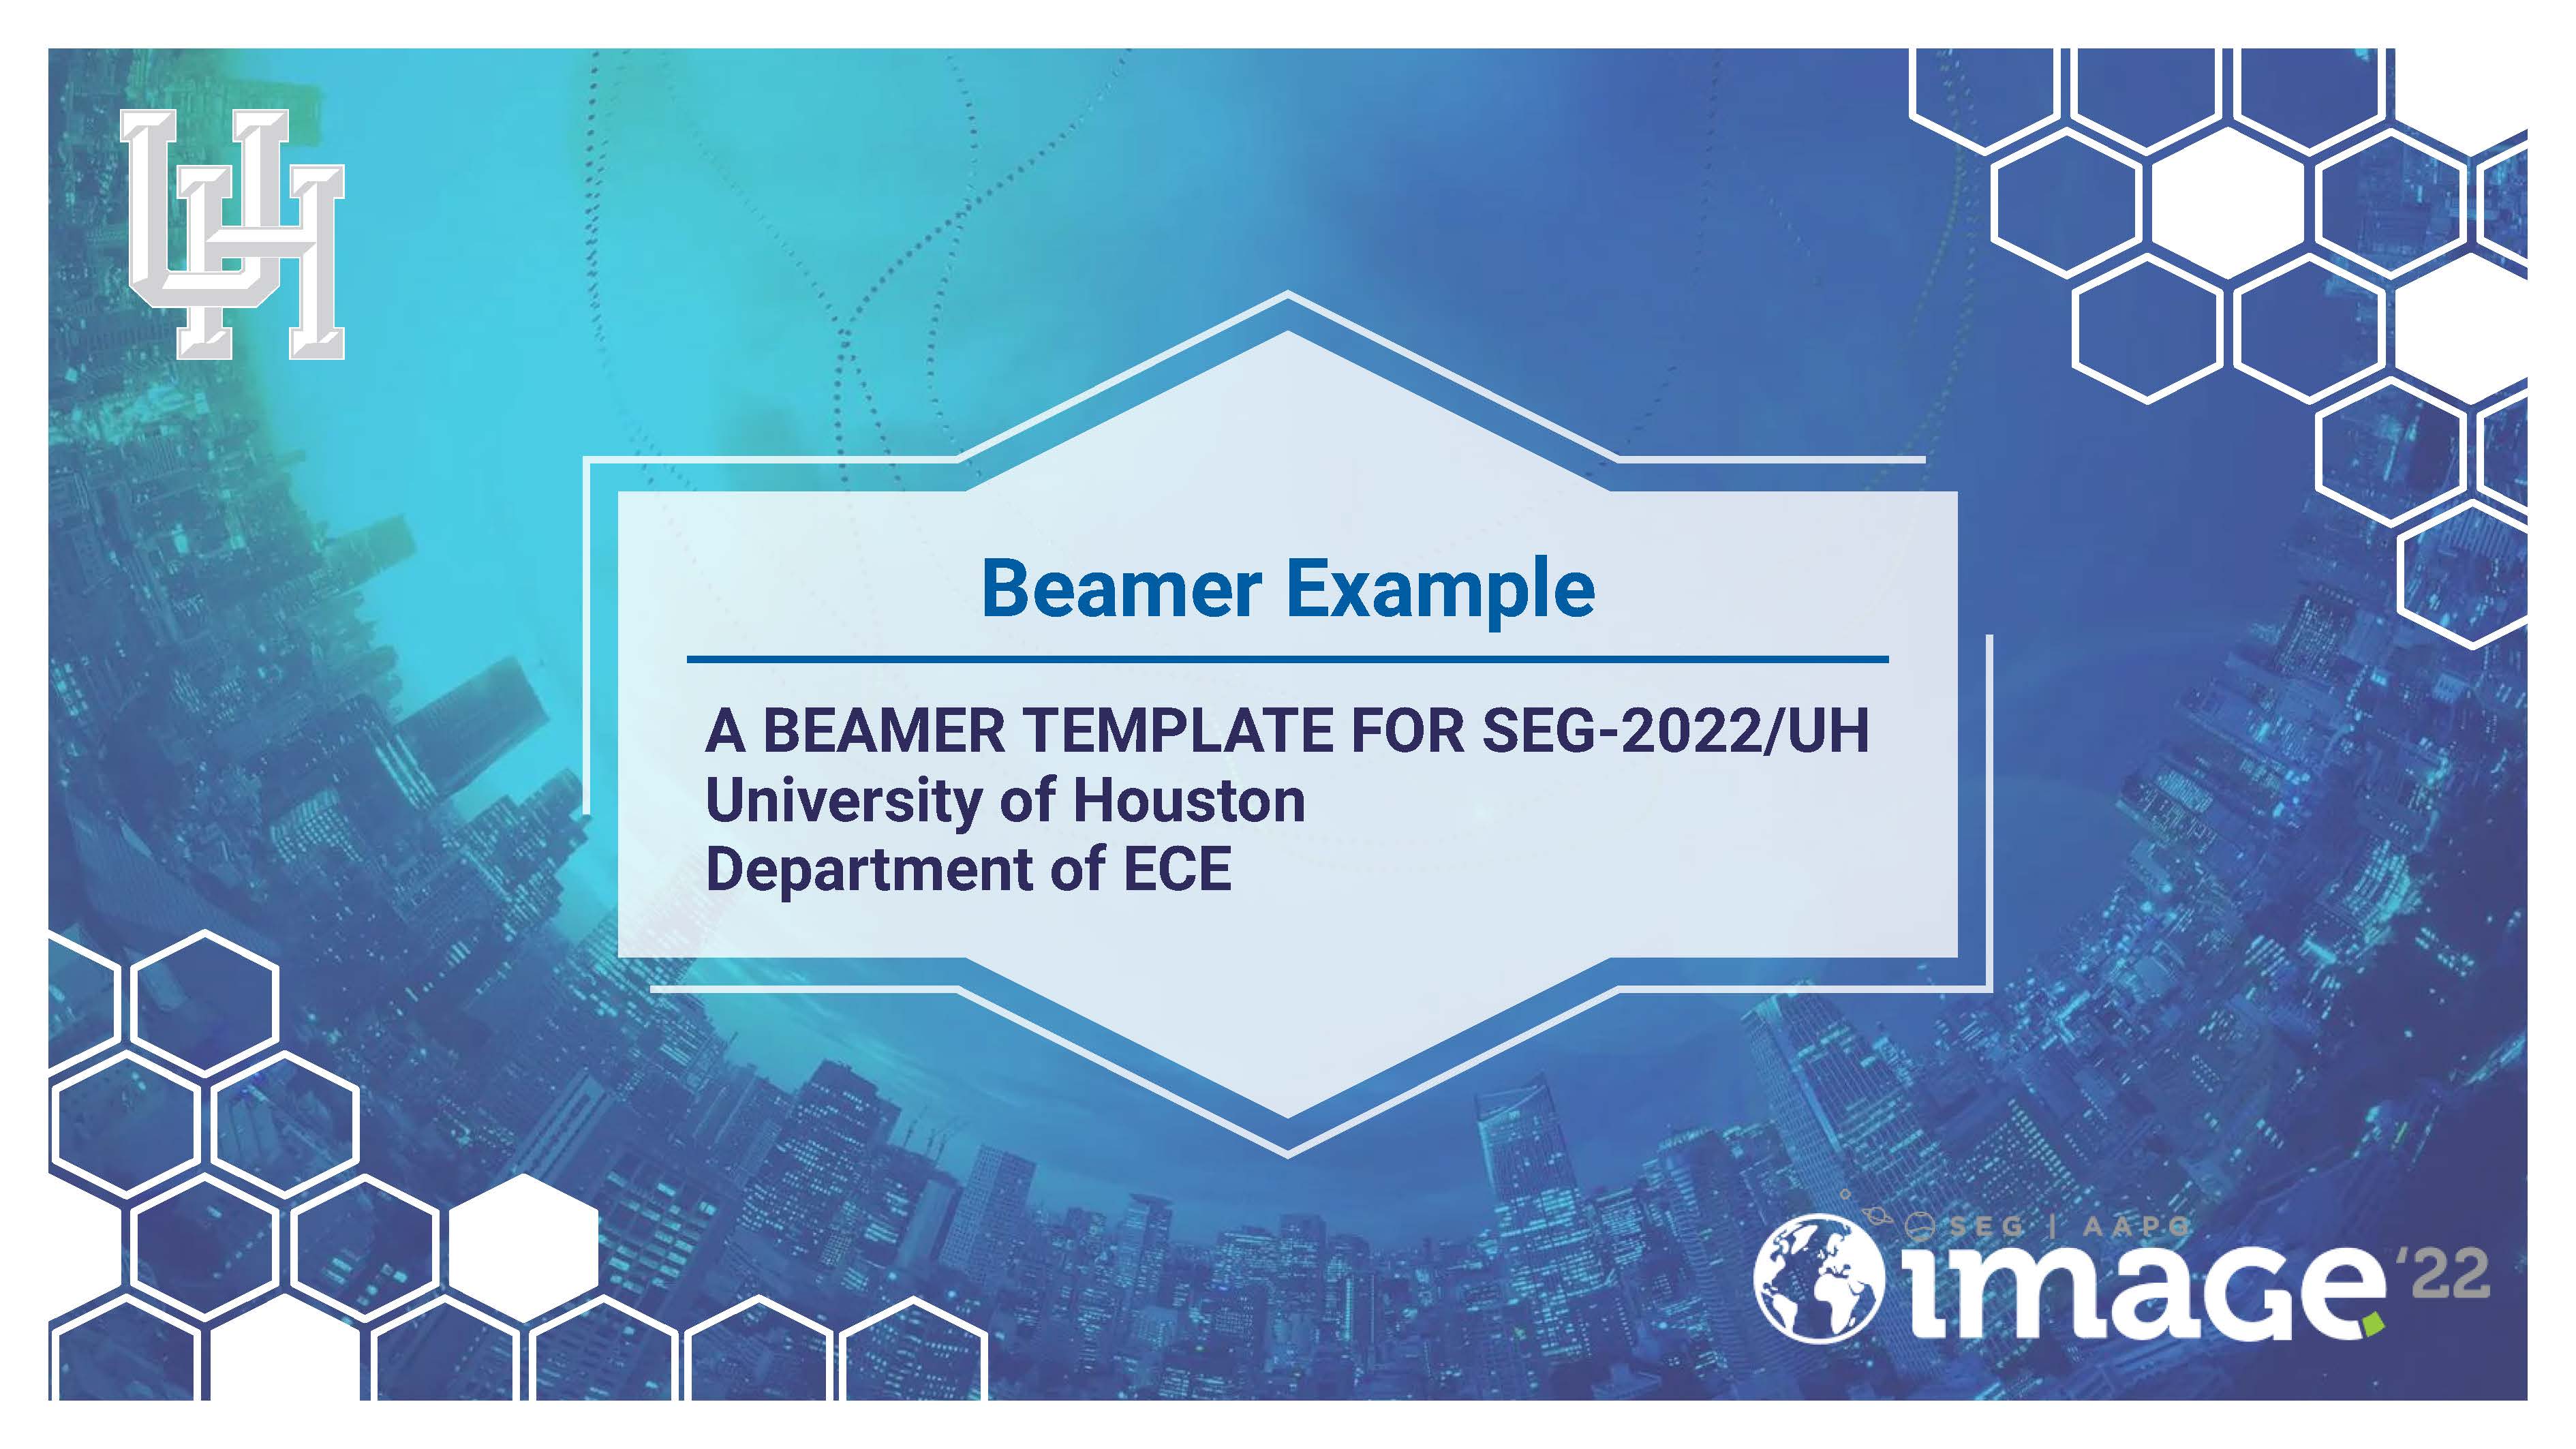 UH
Beamer Example
A BEAMER TEMPLATE FOR SEG-2022/UH
University of Houston
Department of ECE
SEG | AAPG
image '22